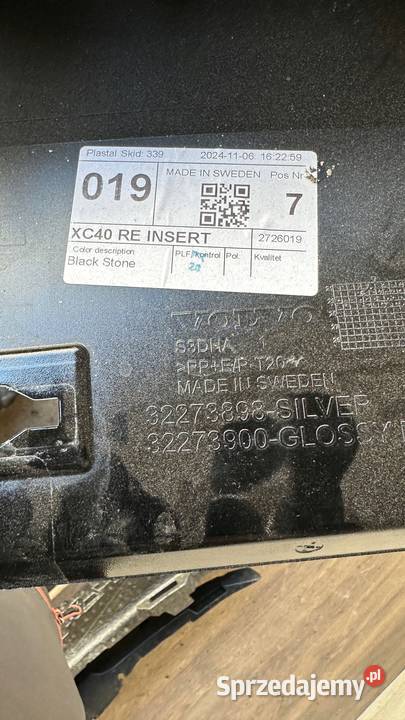 Plastal Skid: 339 2024-11-06 16:22:59
019 MADE IN SWEDEN Pos Nr
7
XC40 RE INSERT 2726019
Color description PLF/kontrol Pol. Kvalitet
Black Stone
VOLVO
S3DHA 1
MADE IN SWEDEN
32273898-SILVER
32273900-GLOSSY
Sprzedajemy.pl